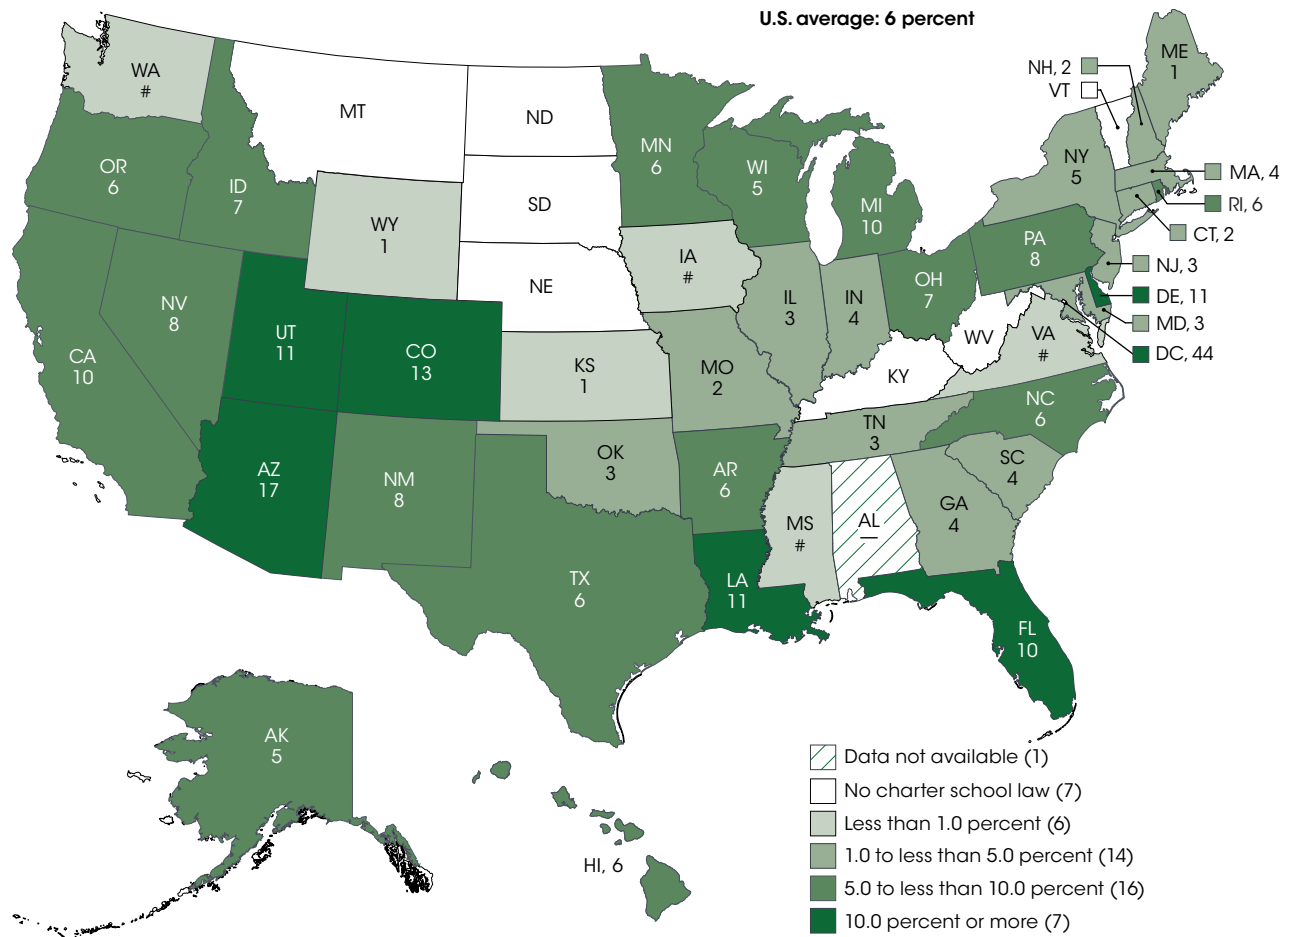 U.S. average: 6 percent
WA
#
MT
ND
MN
6
ME
1
NH, 2
VT
OR
6
ID
7
WY
1
SD
WI
5
MI
10
NY
5
MA, 4
RI, 6
CT, 2
NJ, 3
DE, 11
MD, 3
DC, 44
PA
8
IA
#
NE
NV
8
UT
11
CO
13
CA
10
KS
1
MO
2
IL
3
IN
4
OH
7
WV
VA
#
KY
NC
6
TN
3
SC
4
AZ
17
NM
8
OK
3
AR
6
MS
#
AL
—
GA
4
TX
6
LA
11
FL
10
AK
5
HI, 6
Data not available (1)
No charter school law (7)
Less than 1.0 percent (6)
1.0 to less than 5.0 percent (14)
5.0 to less than 10.0 percent (16)
10.0 percent or more (7)